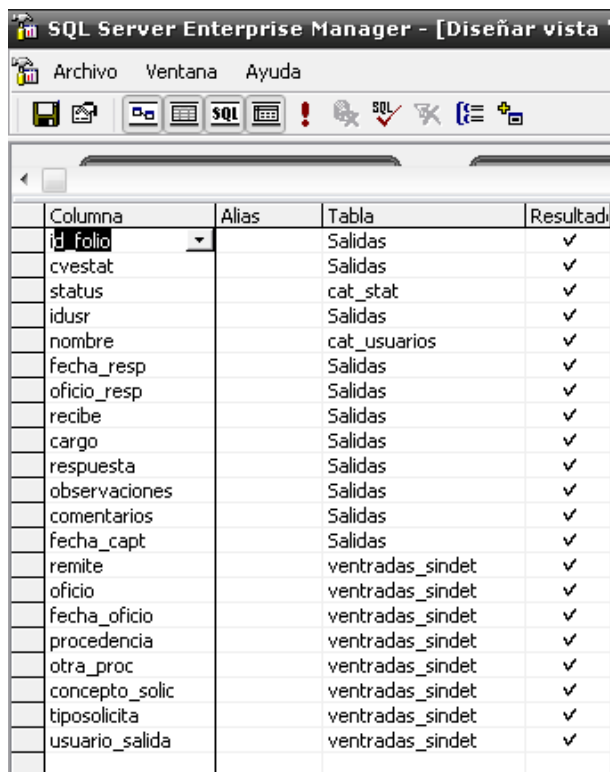 SQL Server Enterprise Manager - [Diseñar vista '
Archivo Ventana Ayuda
SQL SQL
Columna Alias Tabla Resultad
id_folio Salidas
cvestat Salidas
status cat_stat
idusr Salidas
nombre cat_usuarios
fecha_resp Salidas
oficio_resp Salidas
recibe Salidas
cargo Salidas
respuesta Salidas
observaciones Salidas
comentarios Salidas
fecha_capt Salidas
remite ventradas_sindet
oficio ventradas_sindet
fecha_oficio ventradas_sindet
procedencia ventradas_sindet
otra_proc ventradas_sindet
concepto_solic ventradas_sindet
tiposolicita ventradas_sindet
usuario_salida ventradas_sindet